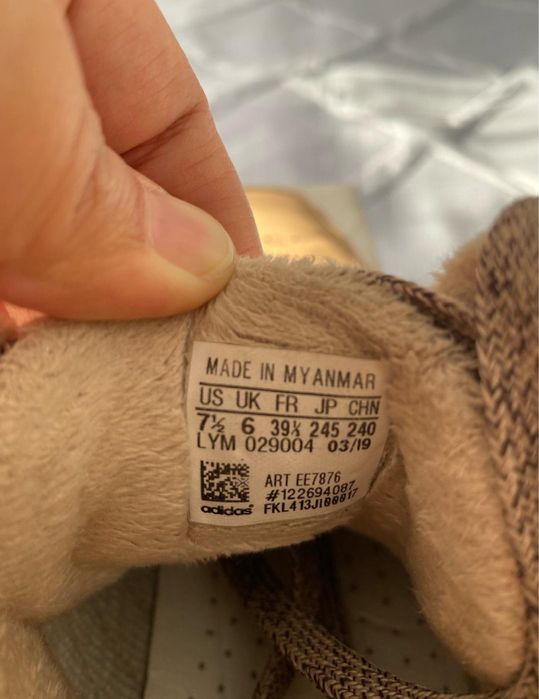 MADE IN MYANMAR
US UK FR JP CHN
7½ 6 39⅓ 245 240
LYM 029004 03/19
ART EE7876
#122694087
adidas FKL413JI00017